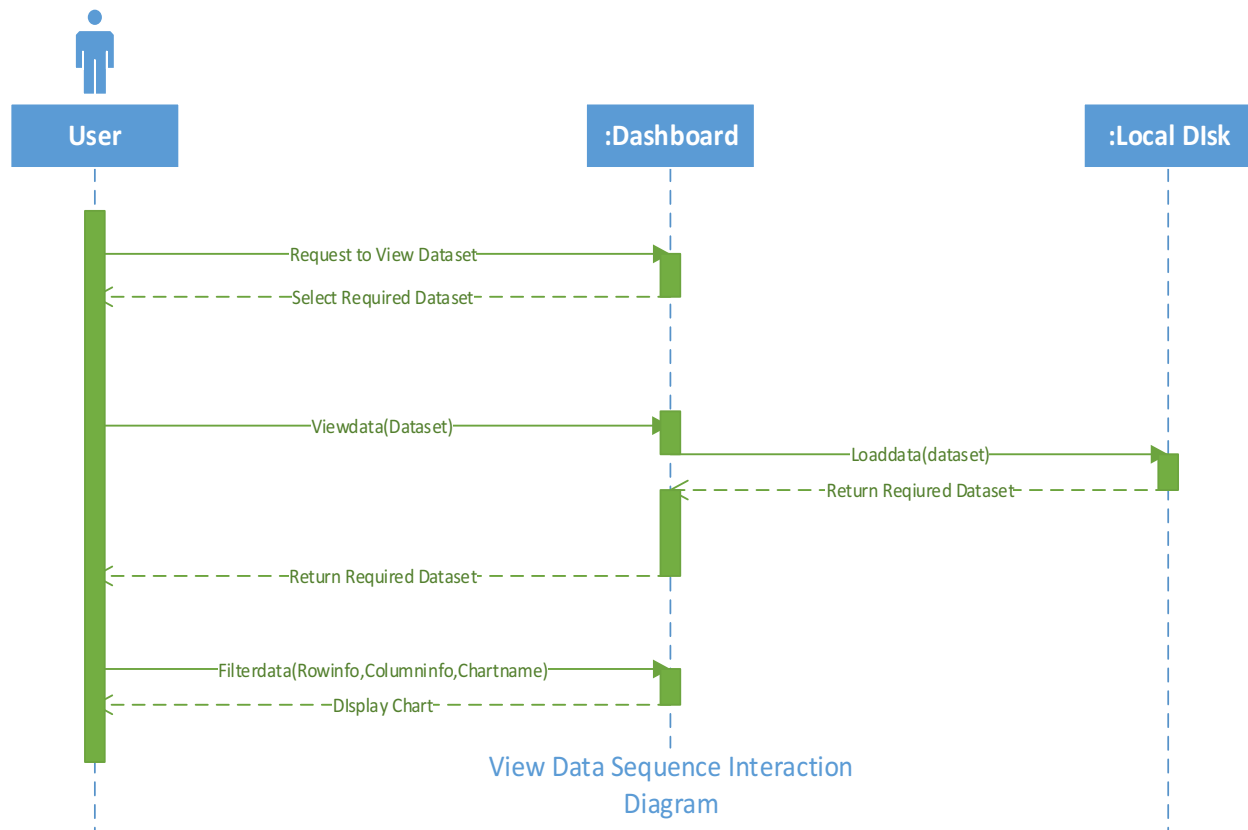 User
:Dashboard
:Local DIsk
Request to View Dataset
Select Required Dataset
Viewdata(Dataset)
Loaddata(dataset)
Return Reqiured Dataset
Return Required Dataset
Filterdata(Rowinfo,Columninfo,Chartname)
DIsplay Chart
View Data Sequence Interaction
Diagram